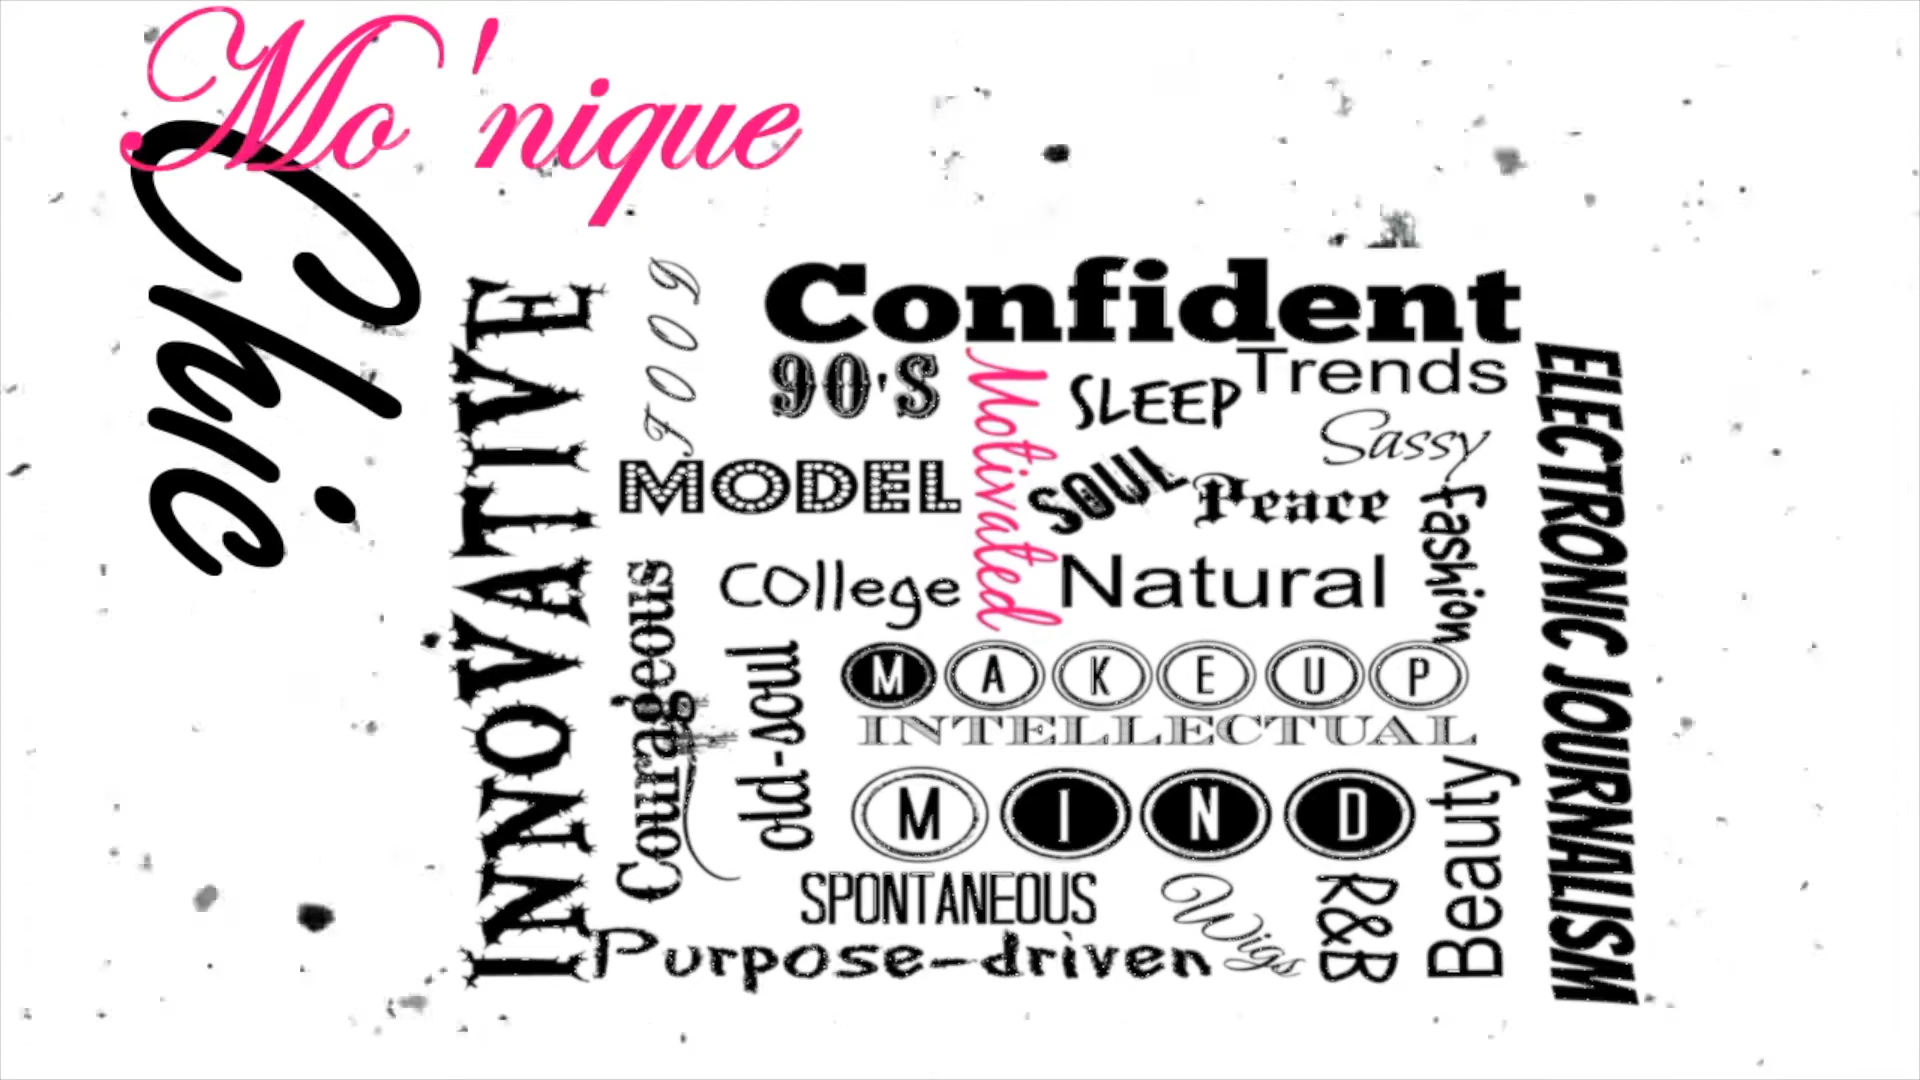 Mo'nique
Chic
INNOVATIVE
FOOD
Confident
90's
Motivated
SLEEP
Trends
Sassy
MODEL
SOUL
Peace
Fashion
ELECTRONIC JOURNALISM
College
Natural
Courageous
old-soul
MAKEUP
INTELLECTUAL
MIND
Beauty
SPONTANEOUS
Wigs
R&B
Purpose-driven